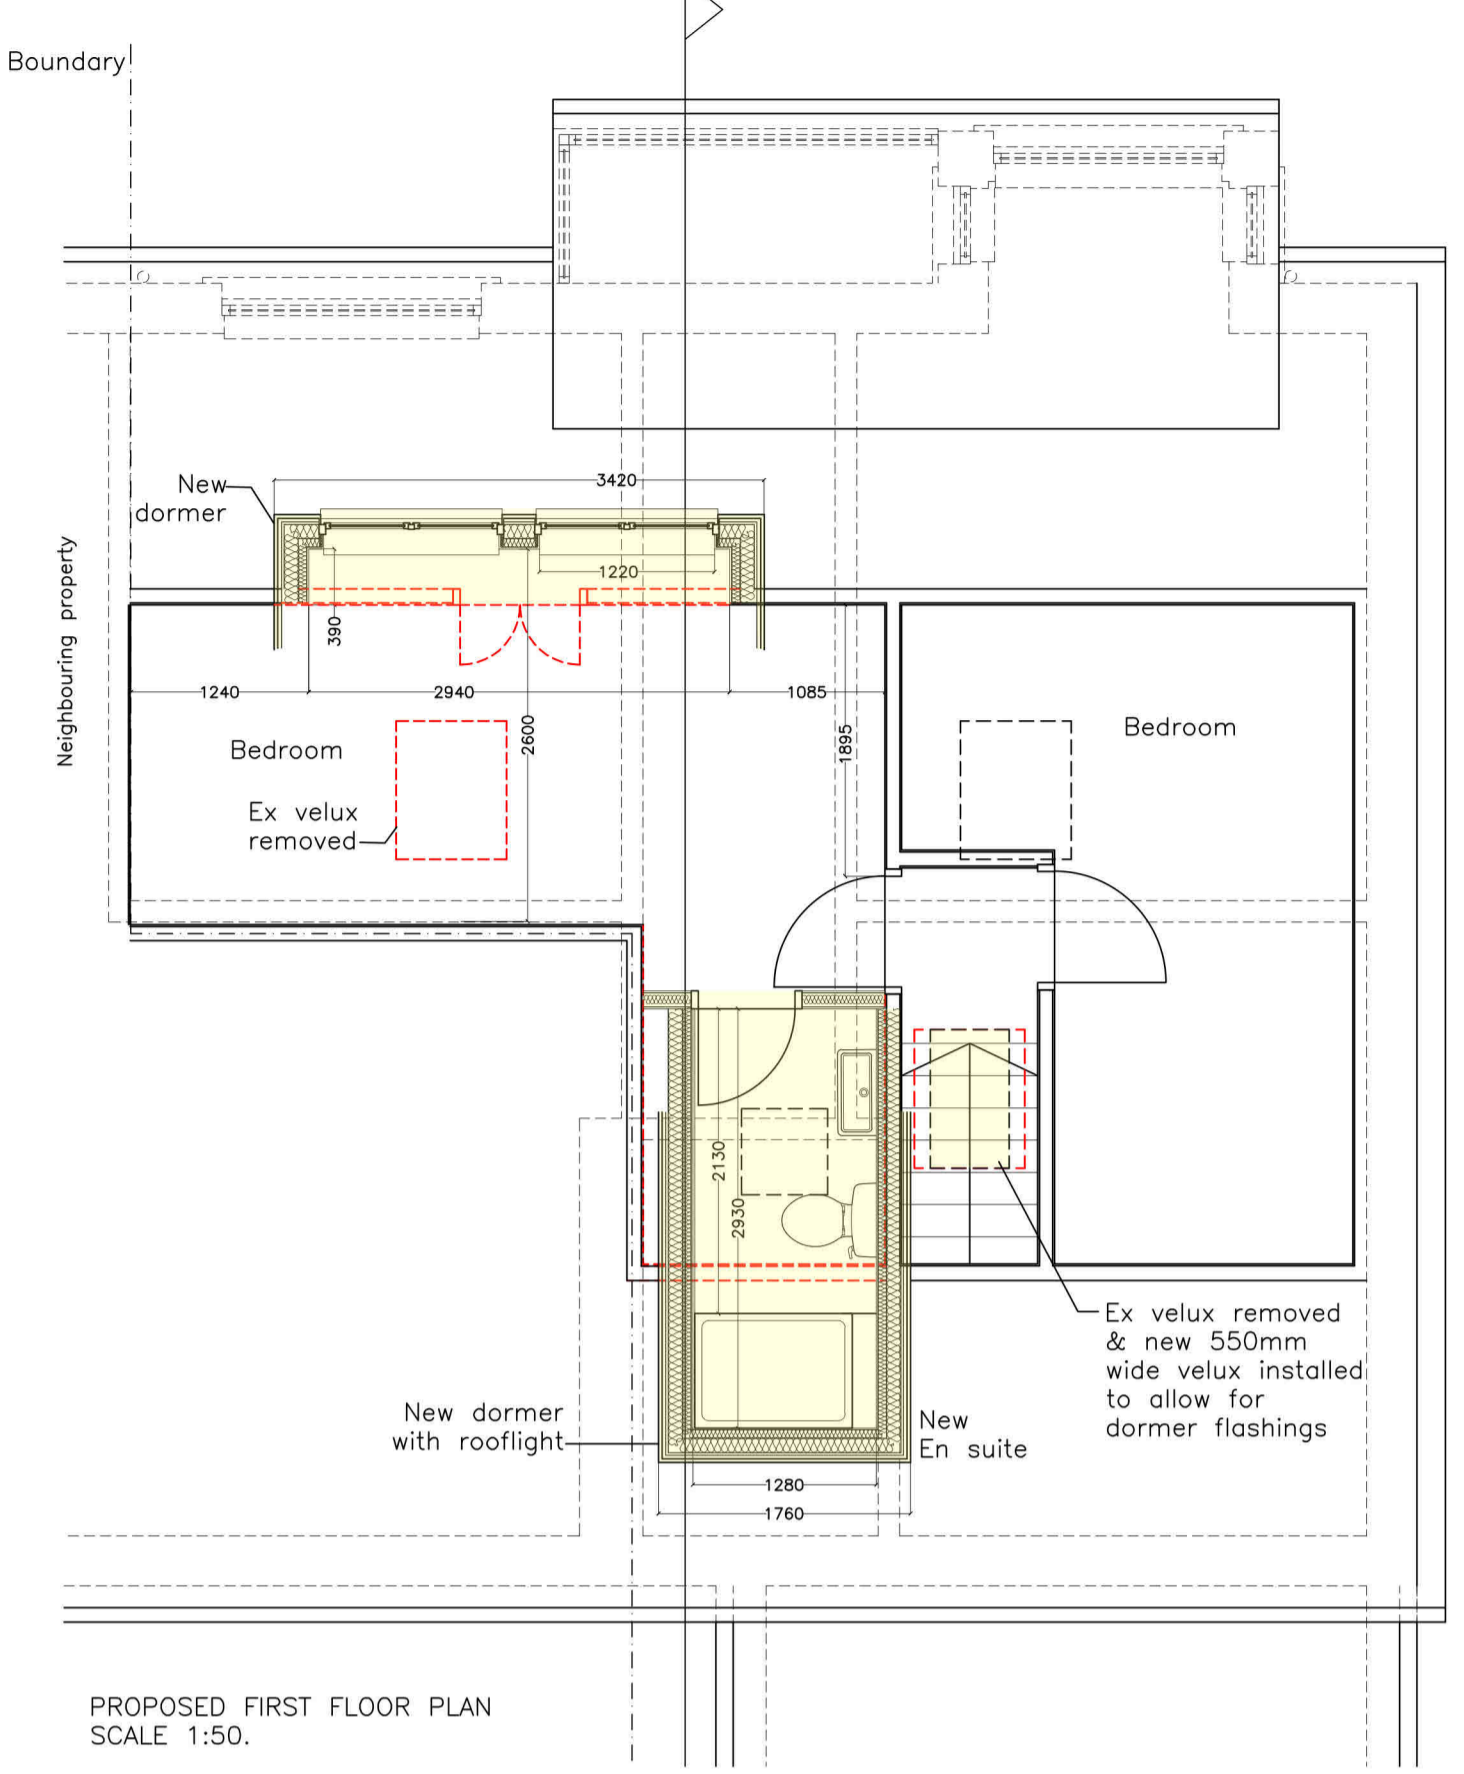 Boundary
New
dormer
3420
1220
390
Neighbouring property
1240
2940
1085
2600
1895
Bedroom
Bedroom
Ex velux
removed
2130
2930
Ex velux removed
& new 550mm
wide velux installed
to allow for
dormer flashings
New dormer
with rooflight
New
En suite
1280
1760
PROPOSED FIRST FLOOR PLAN
SCALE 1:50.